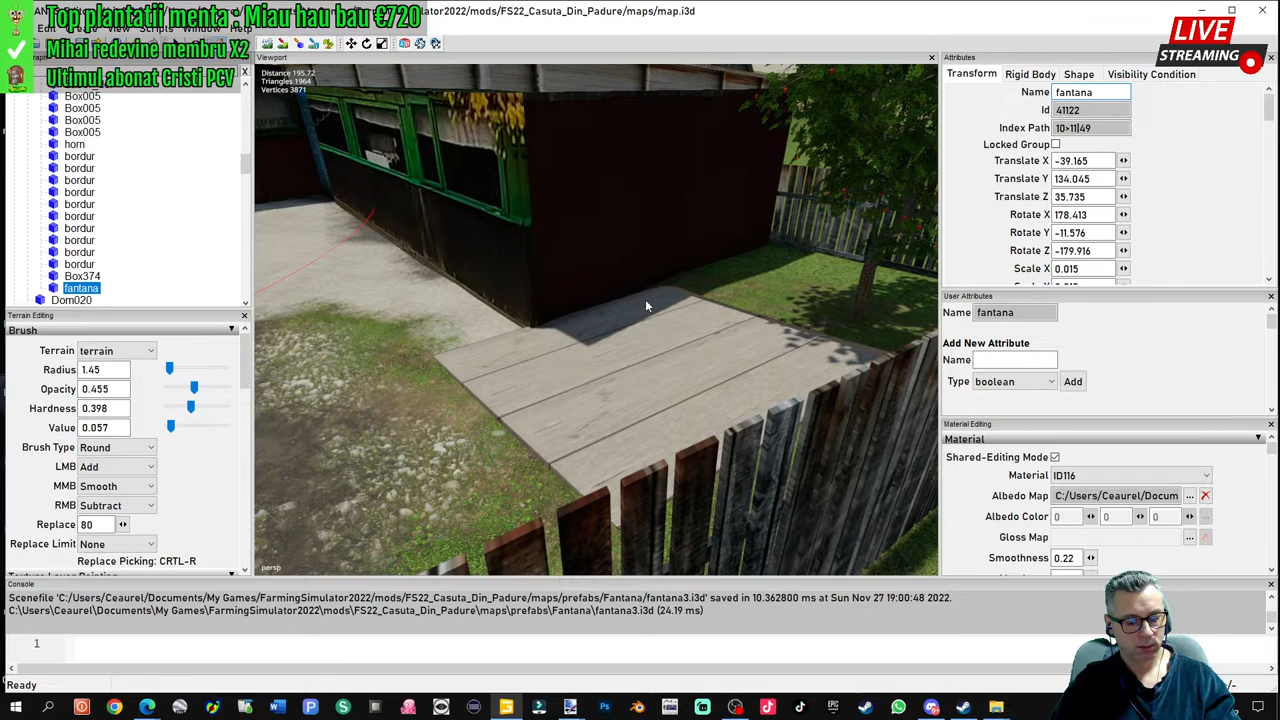 Top plantatii menta : Miau hau bau €720
Mihai redevine membru X2
Ultimul abonat Cristi PCV
2022/mods/FS22_Casuta_Din_Padure/maps/map.i3d
LIVE
STREAMING
Scripts
Window
Help
Viewport
Distance 195.72
Triangles 1964
Vertices 3871
persp
Box005
Box005
Box005
Box005
horn
bordur
bordur
bordur
bordur
bordur
bordur
bordur
bordur
bordur
bordur
Box374
fantana
Dom020
Terrain Editing
Brush
Terrain terrain
Radius 1.45
Opacity 0.455
Hardness 0.398
Value 0.057
Brush Type Round
LMB Add
MMB Smooth
RMB Subtract
Replace 80
Replace Limit None
Replace Picking: CRTL-R
Texture Layer Painting
Attributes
Transform Rigid Body Shape Visibility Condition
Name fantana
Id 41122
Index Path 10>11|49
Locked Group
Translate X -39.165
Translate Y 134.045
Translate Z 35.735
Rotate X 178.413
Rotate Y -11.576
Rotate Z -179.916
Scale X 0.015
User Attributes
Name fantana
Add New Attribute
Name
Type boolean Add
Material Editing
Material
Shared-Editing Mode
Material ID116
Albedo Map C:/Users/Ceaurel/Docum ...
Albedo Color 0 0 0 ...
Gloss Map ...
Smoothness 0.22
Console
Scenefile 'C:/Users/Ceaurel/Documents/My Games/FarmingSimulator2022/mods/FS22_Casuta_Din_Padure/maps/prefabs/Fantana/fantana3.i3d' saved in 10.362800 ms at Sun Nov 27 19:00:48 2022.
C:\Users\Ceaurel\Documents\My Games\FarmingSimulator2022\mods\FS22_Casuta_Din_Padure\maps\prefabs\Fantana\fantana3.i3d (24.19 ms)
1
Ready